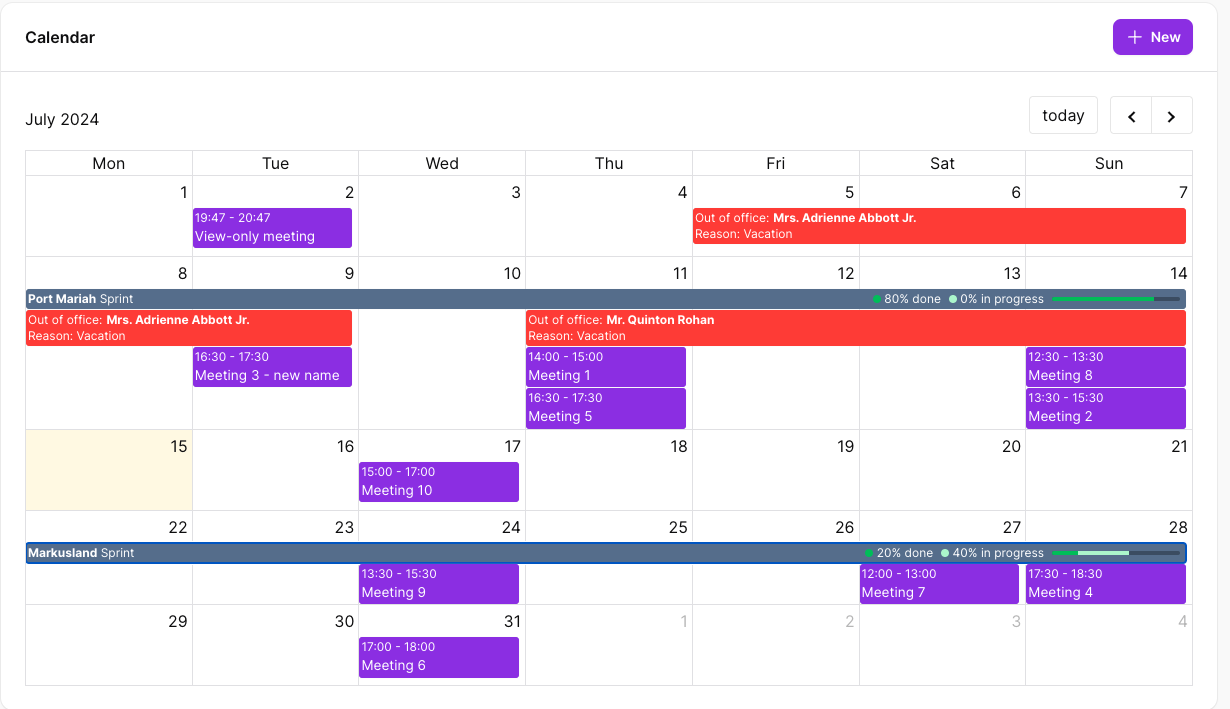 Calendar
New
July 2024
today
Mon Tue Wed Thu Fri Sat Sun
1 2 3 4 5 6 7
19:47 - 20:47
View-only meeting
Out of office: Mrs. Adrienne Abbott Jr.
Reason: Vacation
8 9 10 11 12 13 14
Port Mariah Sprint 80% done 0% in progress
Out of office: Mrs. Adrienne Abbott Jr.
Reason: Vacation
Out of office: Mr. Quinton Rohan
Reason: Vacation
16:30 - 17:30
Meeting 3 - new name
14:00 - 15:00
Meeting 1
12:30 - 13:30
Meeting 8
16:30 - 17:30
Meeting 5
13:30 - 15:30
Meeting 2
15 16 17 18 19 20 21
15:00 - 17:00
Meeting 10
22 23 24 25 26 27 28
Markusland Sprint 20% done 40% in progress
13:30 - 15:30
Meeting 9
12:00 - 13:00
Meeting 7
17:30 - 18:30
Meeting 4
29 30 31 1 2 3 4
17:00 - 18:00
Meeting 6